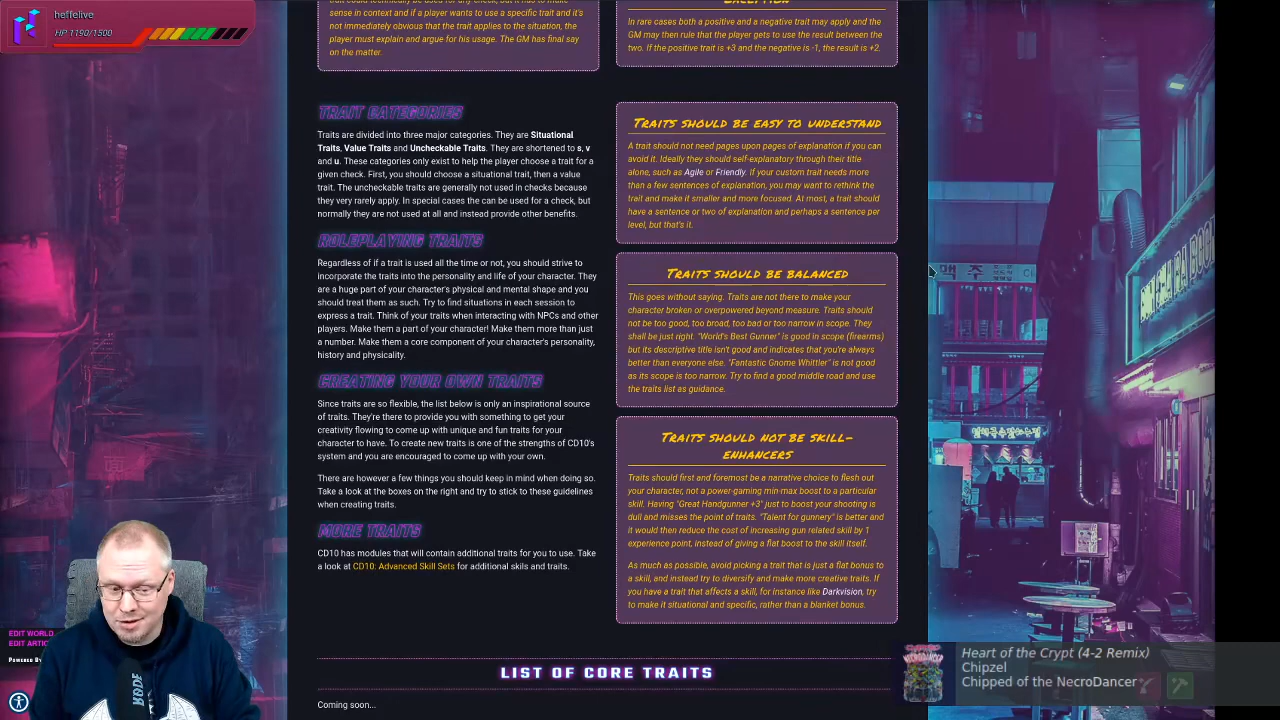 heffelive
HP 1190/1500
sense in context and if a player wants to use a specific trait and it's
not immediately obvious that the trait applies to the situation, the
player must explain and argue for his usage. The GM has final say
on the matter.
In rare cases both a positive and a negative trait may apply and the
GM may then rule that the player gets to use the result between the
two. If the positive trait is +3 and the negative is -1, the result is +2.
TRAIT CATEGORIES
Traits are divided into three major categories. They are Situational
Traits, Value Traits and Uncheckable Traits. They are shortened to s, v
and u. These categories only exist to help the player choose a trait for a
given check. First, you should choose a situational trait, then a value
trait. The uncheckable traits are generally not used in checks because
they very rarely apply. In special cases the can be used for a check, but
normally they are not used at all and instead provide other benefits.
ROLEPLAYING TRAITS
Regardless of if a trait is used all the time or not, you should strive to
incorporate the traits into the personality and life of your character. They
are a huge part of your character's physical and mental shape and you
should treat them as such. Try to find situations in each session to
express a trait. Think of your traits when interacting with NPCs and other
players. Make them a part of your character! Make them more than just
a number. Make them a core component of your character's personality,
history and physicality.
CREATING YOUR OWN TRAITS
Since traits are so flexible, the list below is only an inspirational source
of traits. They're there to provide you with something to get your
creativity flowing to come up with unique and fun traits for your
character to have. To create new traits is one of the strengths of CD10's
system and you are encouraged to come up with your own.
There are however a few things you should keep in mind when doing so.
Take a look at the boxes on the right and try to stick to these guidelines
when creating traits.
MORE TRAITS
CD10 has modules that will contain additional traits for you to use. Take
a look at CD10: Advanced Skill Sets for additional skils and traits.
TRAITS SHOULD BE EASY TO UNDERSTAND
A trait should not need pages upon pages of explanation if you can
avoid it. Ideally they should self-explanatory through their title
alone, such as Agile or Friendly. If your custom trait needs more
than a few sentences of explanation, you may want to rethink the
trait and make it smaller and more focused. At most, a trait should
have a sentence or two of explanation and perhaps a sentence per
level, but that's it.
TRAITS SHOULD BE BALANCED
This goes without saying. Traits are not there to make your
character broken or overpowered beyond measure. Traits should
not be too good, too broad, too bad or too narrow in scope. They
shall be just right. "World's Best Gunner" is good in scope (firearms)
but its descriptive title isn't good and indicates that you're always
better than everyone else. "Fantastic Gnome Whittler" is not good
as its scope is too narrow. Try to find a good middle road and use
the traits list as guidance.
TRAITS SHOULD NOT BE SKILL-
ENHANCERS
Traits should first and foremost be a narrative choice to flesh out
your character, not a power-gaming min-max boost to a particular
skill. Having "Great Handgunner +3" just to boost your shooting is
dull and misses the point of traits. "Talent for gunnery" is better and
it would then reduce the cost of increasing gun related skill by 1
experience point, instead of giving a flat boost to the skill itself.
As much as possible, avoid picking a trait that is just a flat bonus to
a skill, and instead try to diversify and make more creative traits. If
you have a trait that affects a skill, for instance like Darkvision, try
to make it situational and specific, rather than a blanket bonus.
LIST OF CORE TRAITS
Coming soon...
EDIT WORLD
EDIT ARTIC
POWERED BY
맥주
Heart of the Crypt (4-2 Remix)
Chipzel
Chipped of the NecroDancer